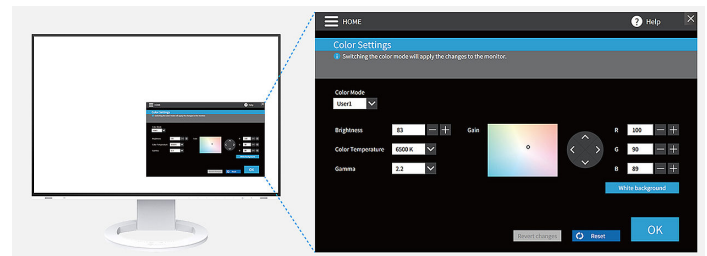 HOME
? Help
Color Settings
Switching the color mode will apply the changes to the monitor.
Color Mode
User1
Brightness 83 Gain R 100
Color Temperature 6500 K G 90
Gamma 2.2 B 89
White background
Revert changes Reset OK